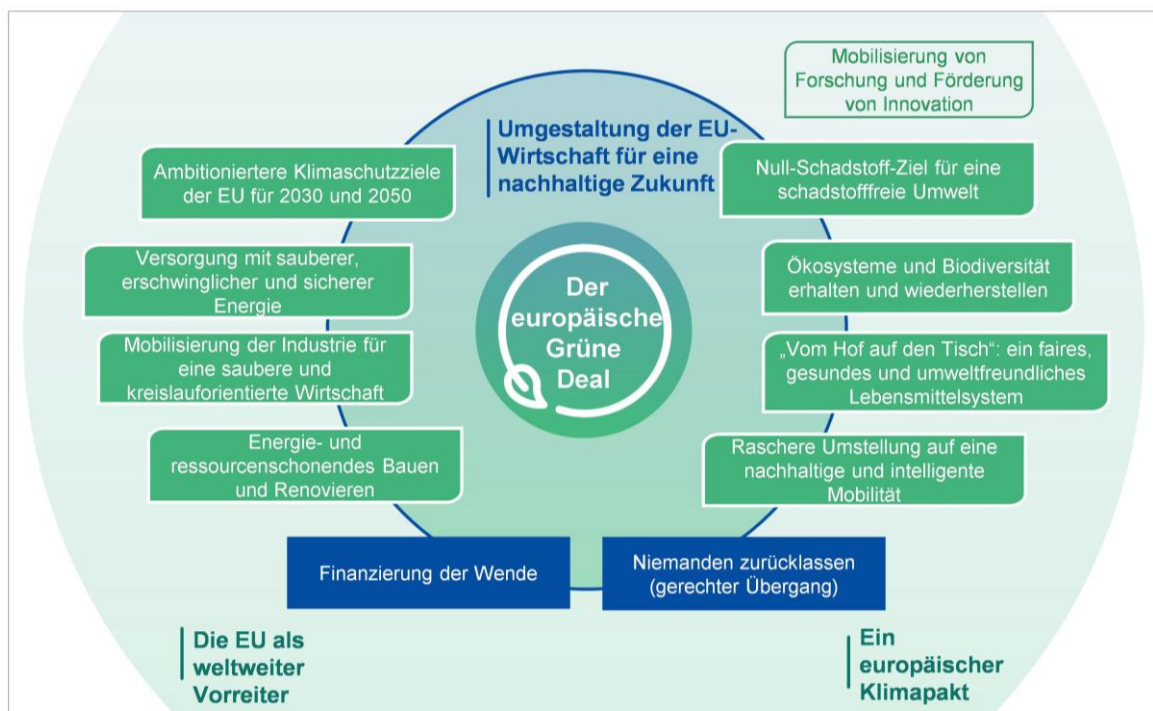 Mobilisierung von
Forschung und Förderung
von Innovation
Umgestaltung der EU-
Wirtschaft für eine
nachhaltige Zukunft
Ambitioniertere Klimaschutzziele
der EU für 2030 und 2050
Null-Schadstoff-Ziel für eine
schadstofffreie Umwelt
Versorgung mit sauberer,
erschwinglicher und sicherer
Energie
Ökosysteme und Biodiversität
erhalten und wiederherstellen
Der
europäische
Grüne
Deal
Mobilisierung der Industrie für
eine saubere und
kreislauforientierte Wirtschaft
„Vom Hof auf den Tisch“: ein faires,
gesundes und umweltfreundliches
Lebensmittelsystem
Energie- und
ressourcenschonendes Bauen
und Renovieren
Raschere Umstellung auf eine
nachhaltige und intelligente
Mobilität
Finanzierung der Wende
Niemanden zurücklassen
(gerechter Übergang)
Die EU als
weltweiter
Vorreiter
Ein
europäischer
Klimapakt